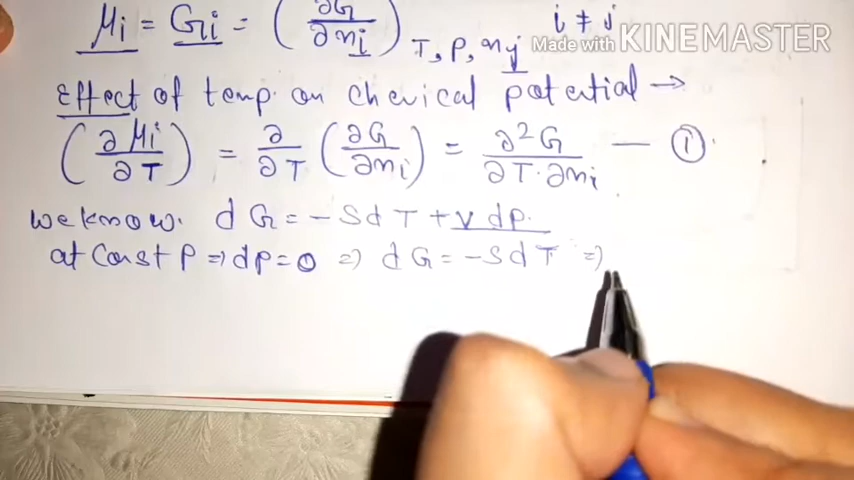 μi = Gi = (∂G/∂ni) T, P, nj i ≠ j
Made with KINEMASTER
Effect of temp. on chemical potential →
(∂μi/∂T) = ∂/∂T (∂G/∂ni) = ∂²G/∂T.∂ni — ①
we know. dG = -SdT + v dp.
at Const P ⇒ dp = 0 ⇒ dG = -SdT ⇒